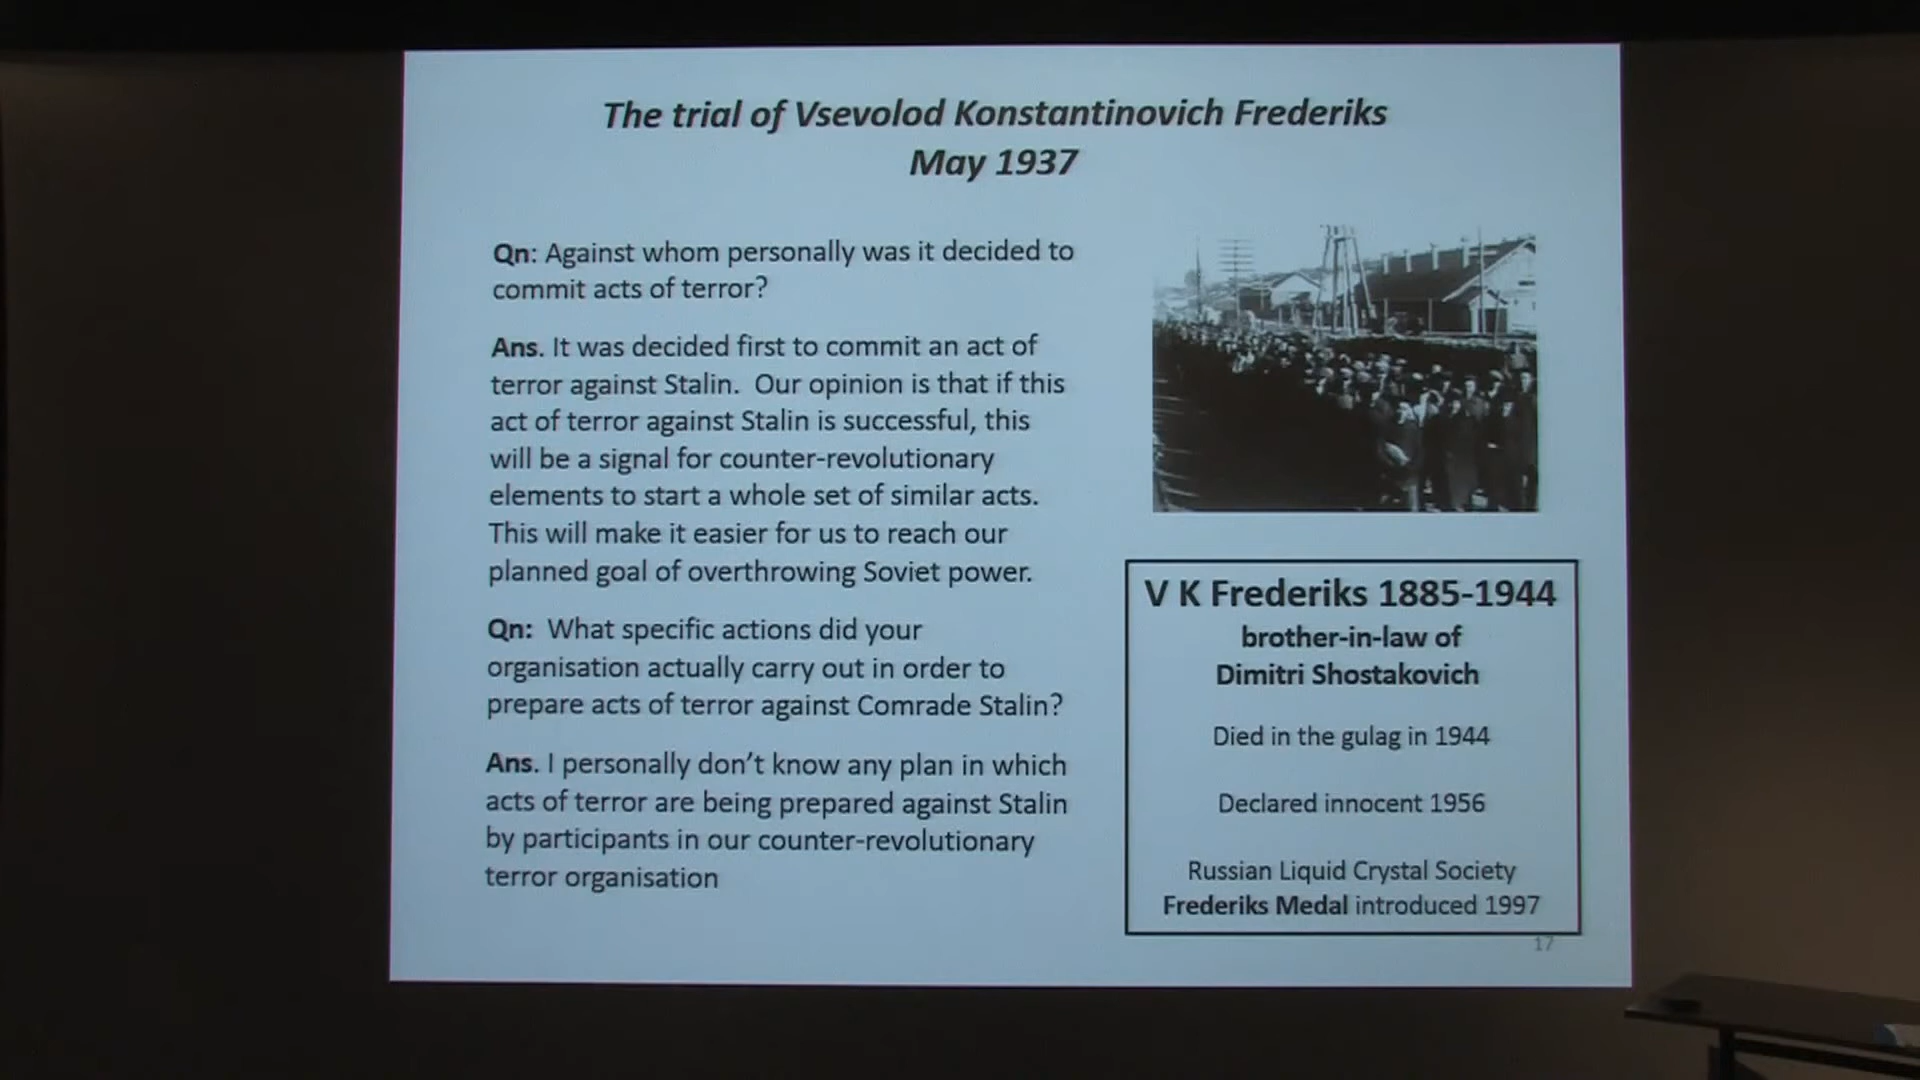 The trial of Vsevolod Konstantinovich Frederiks
May 1937
Qn: Against whom personally was it decided to
commit acts of terror?
Ans. It was decided first to commit an act of
terror against Stalin. Our opinion is that if this
act of terror against Stalin is successful, this
will be a signal for counter-revolutionary
elements to start a whole set of similar acts.
This will make it easier for us to reach our
planned goal of overthrowing Soviet power.
Qn: What specific actions did your
organisation actually carry out in order to
prepare acts of terror against Comrade Stalin?
Ans. I personally don't know any plan in which
acts of terror are being prepared against Stalin
by participants in our counter-revolutionary
terror organisation
V K Frederiks 1885-1944
brother-in-law of
Dimitri Shostakovich
Died in the gulag in 1944
Declared innocent 1956
Russian Liquid Crystal Society
Frederiks Medal introduced 1997
17